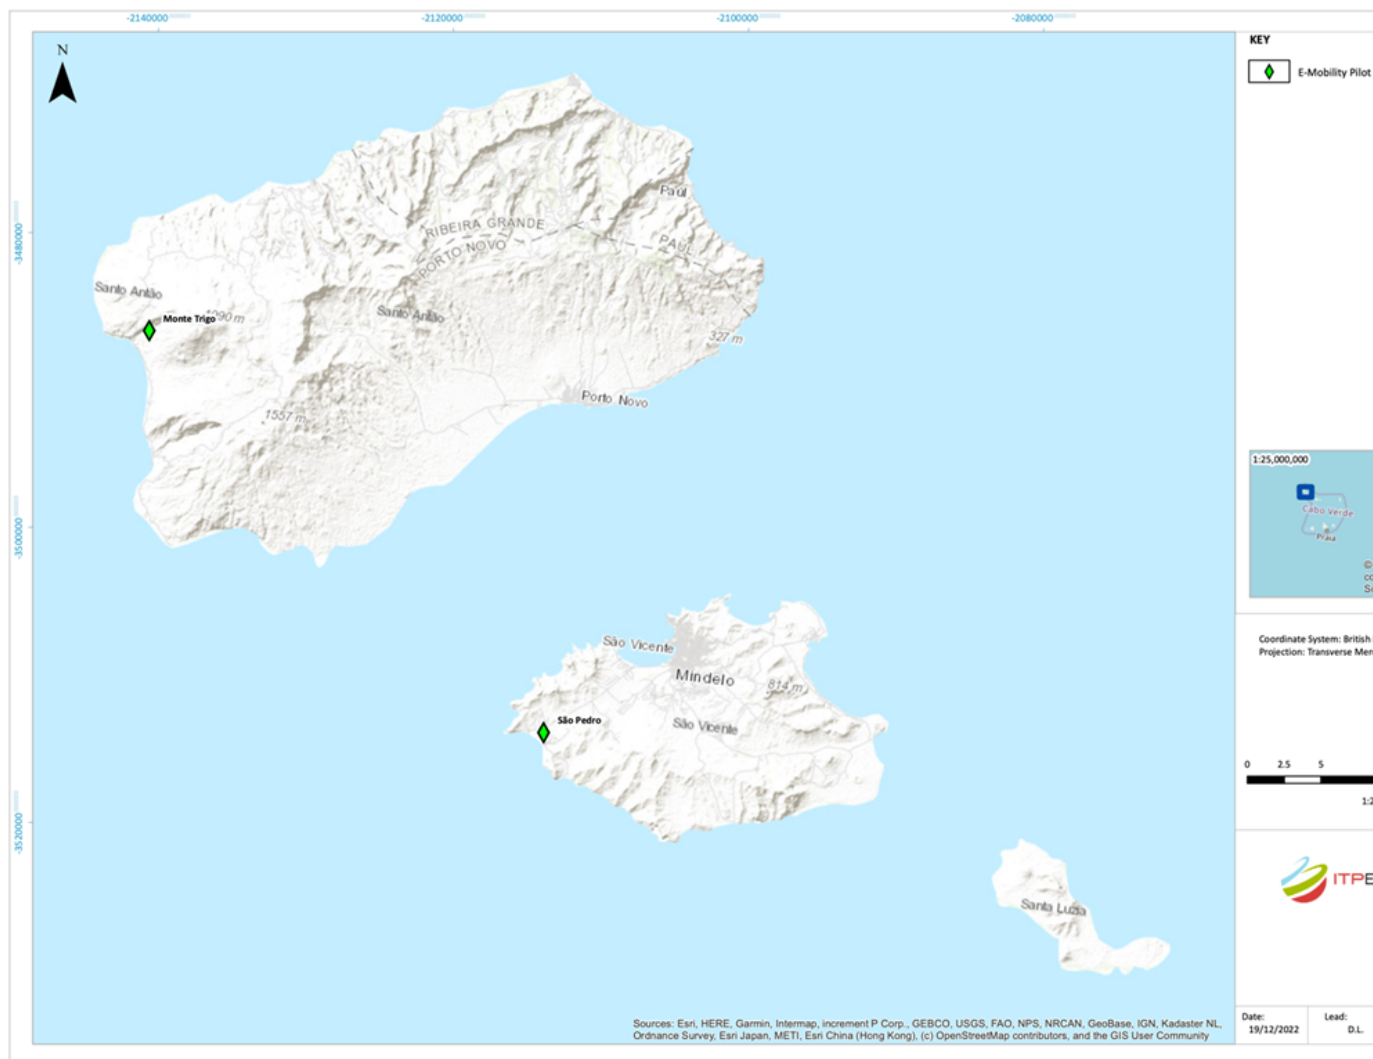 -2140000
-2120000
-2100000
-2080000
KEY
N
E-Mobility Pilot
Paúl
-3480000
RIBEIRA GRANDE
PORTO NOVO
PAUL
Santo Antão
Monte Trigo
Santo Antão
327 m
Porto Novo
1557 m
1:25,000,000
Cabo Verde
Praia
©
-3500000
Coordinate System: British
Projection: Transverse Mer
São Vicente
Mindelo
814 m
São Pedro
São Vicente
0 2.5 5
1:2
-3520000
ITPE
Santa Luzia
Sources: Esri, HERE, Garmin, Intermap, increment P Corp., GEBCO, USGS, FAO, NPS, NRCAN, GeoBase, IGN, Kadaster NL,
Ordnance Survey, Esri Japan, METI, Esri China (Hong Kong), (c) OpenStreetMap contributors, and the GIS User Community
Date:
19/12/2022
Lead:
D.L.